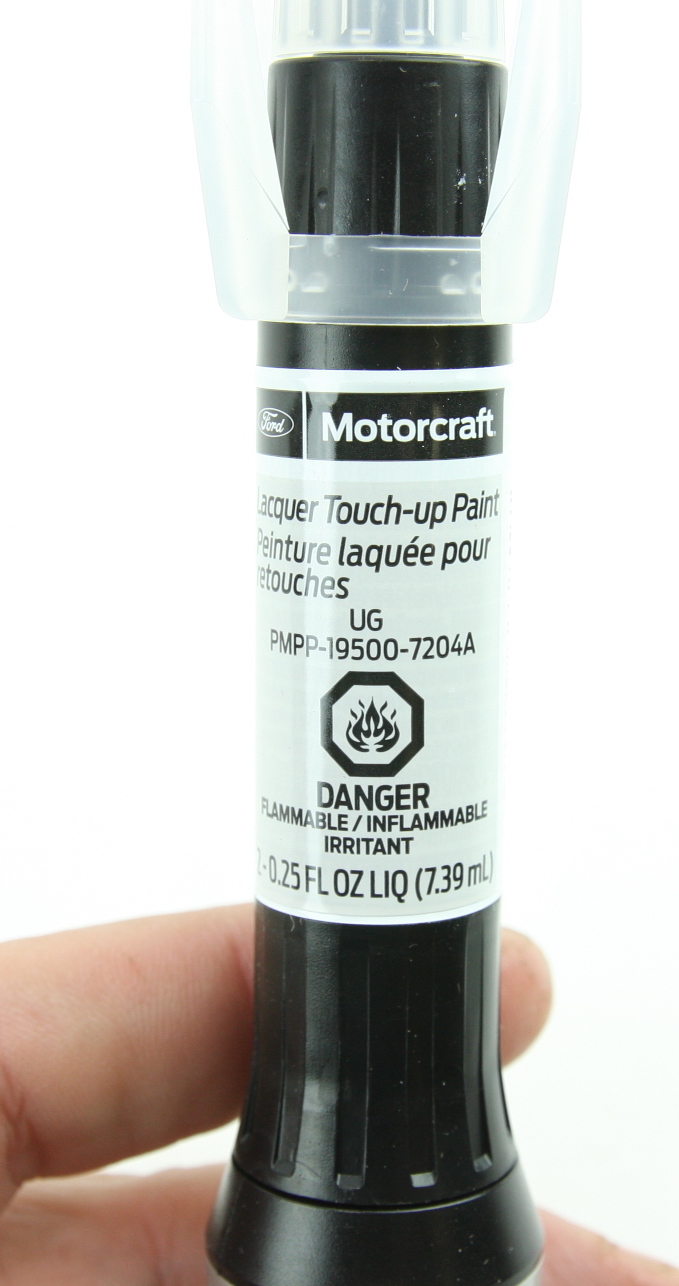 Ford Motorcraft
Lacquer Touch-up Paint
Peinture laquée pour
retouches
UG
PMPP-19500-7204A
DANGER
FLAMMABLE / INFLAMMABLE
IRRITANT
2-0.25 FL OZ LIQ (7.39 mL)